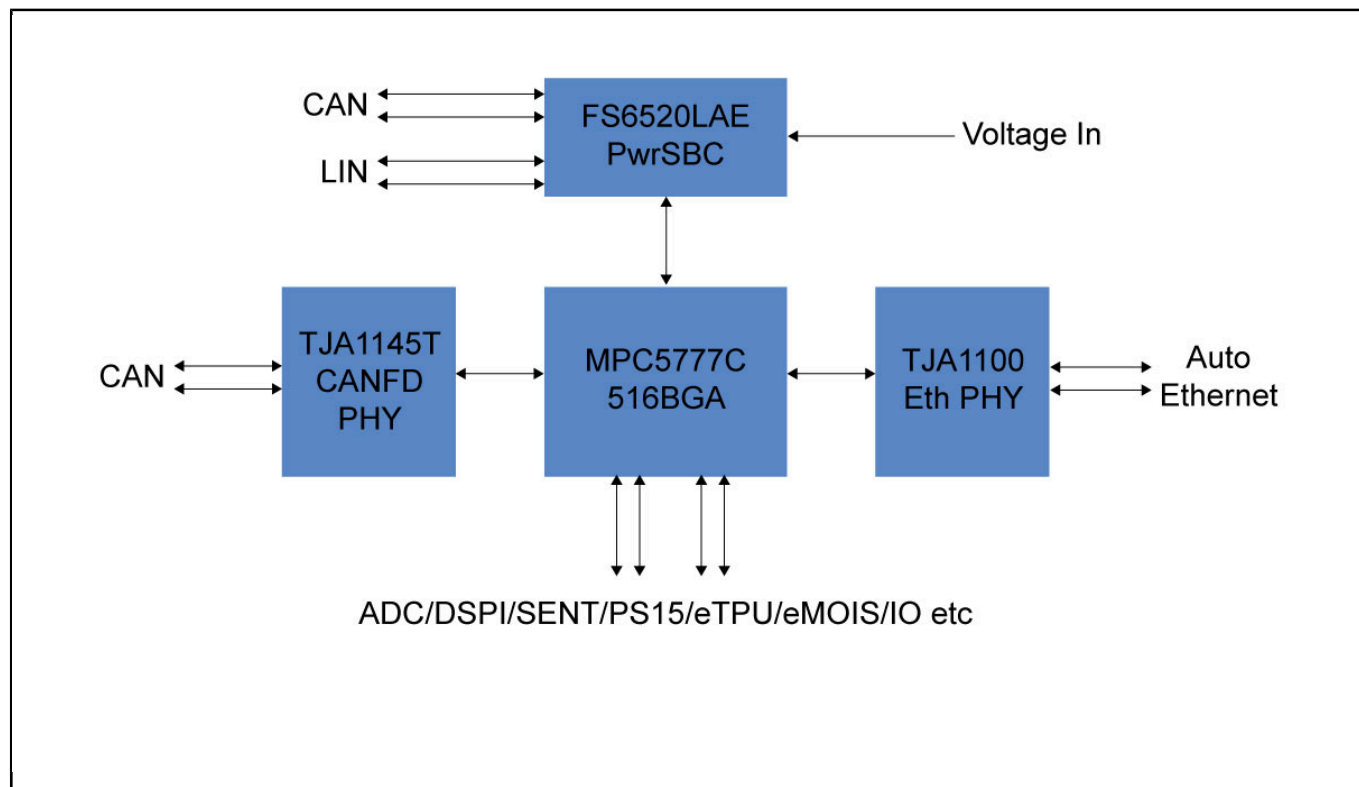 CAN
FS6520LAE
PwrSBC
Voltage In
LIN
TJA1145T
CANFD
PHY
MPC5777C
516BGA
TJA1100
Eth PHY
CAN
Auto
Ethernet
ADC/DSPI/SENT/PS15/eTPU/eMOIS/IO etc